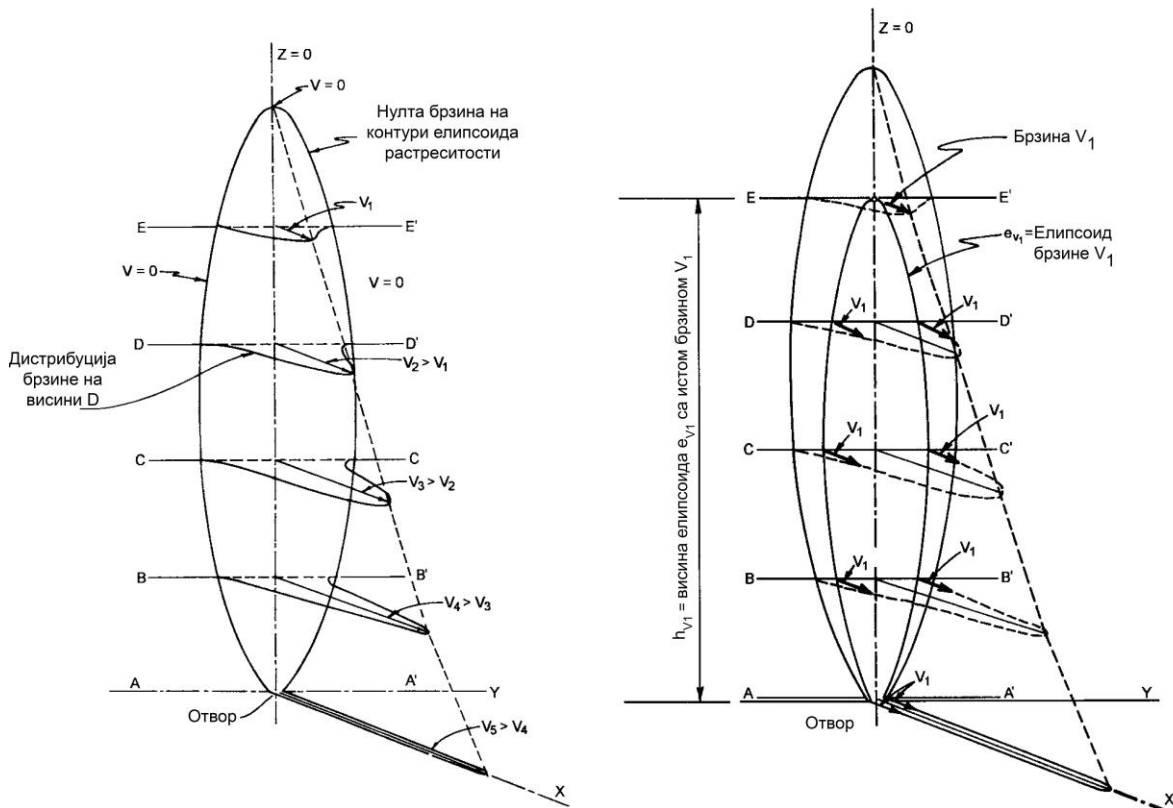 Z = 0
V = 0
Нулта брзина на
контури елипсоида
растреситости
V₁
E
E'
V = 0
V = 0
D
D'
V₂ > V₁
Дистрибуција
брзине на
висини D
C
C
V₃ > V₂
B
B'
V₄ > V₃
A
A'
Y
Отвор
V₅ > V₄
X
Z = 0
Брзина V₁
E
E'
eᵥ₁=Елипсоид
брзине V₁
V₁
V₁
D
D'
hᵥ₁ = висина елипсоида eᵥ₁ са истом брзином V₁
V₁
V₁
C
C'
V₁
V₁
B
B'
V₁
A
A'
Y
Отвор
X